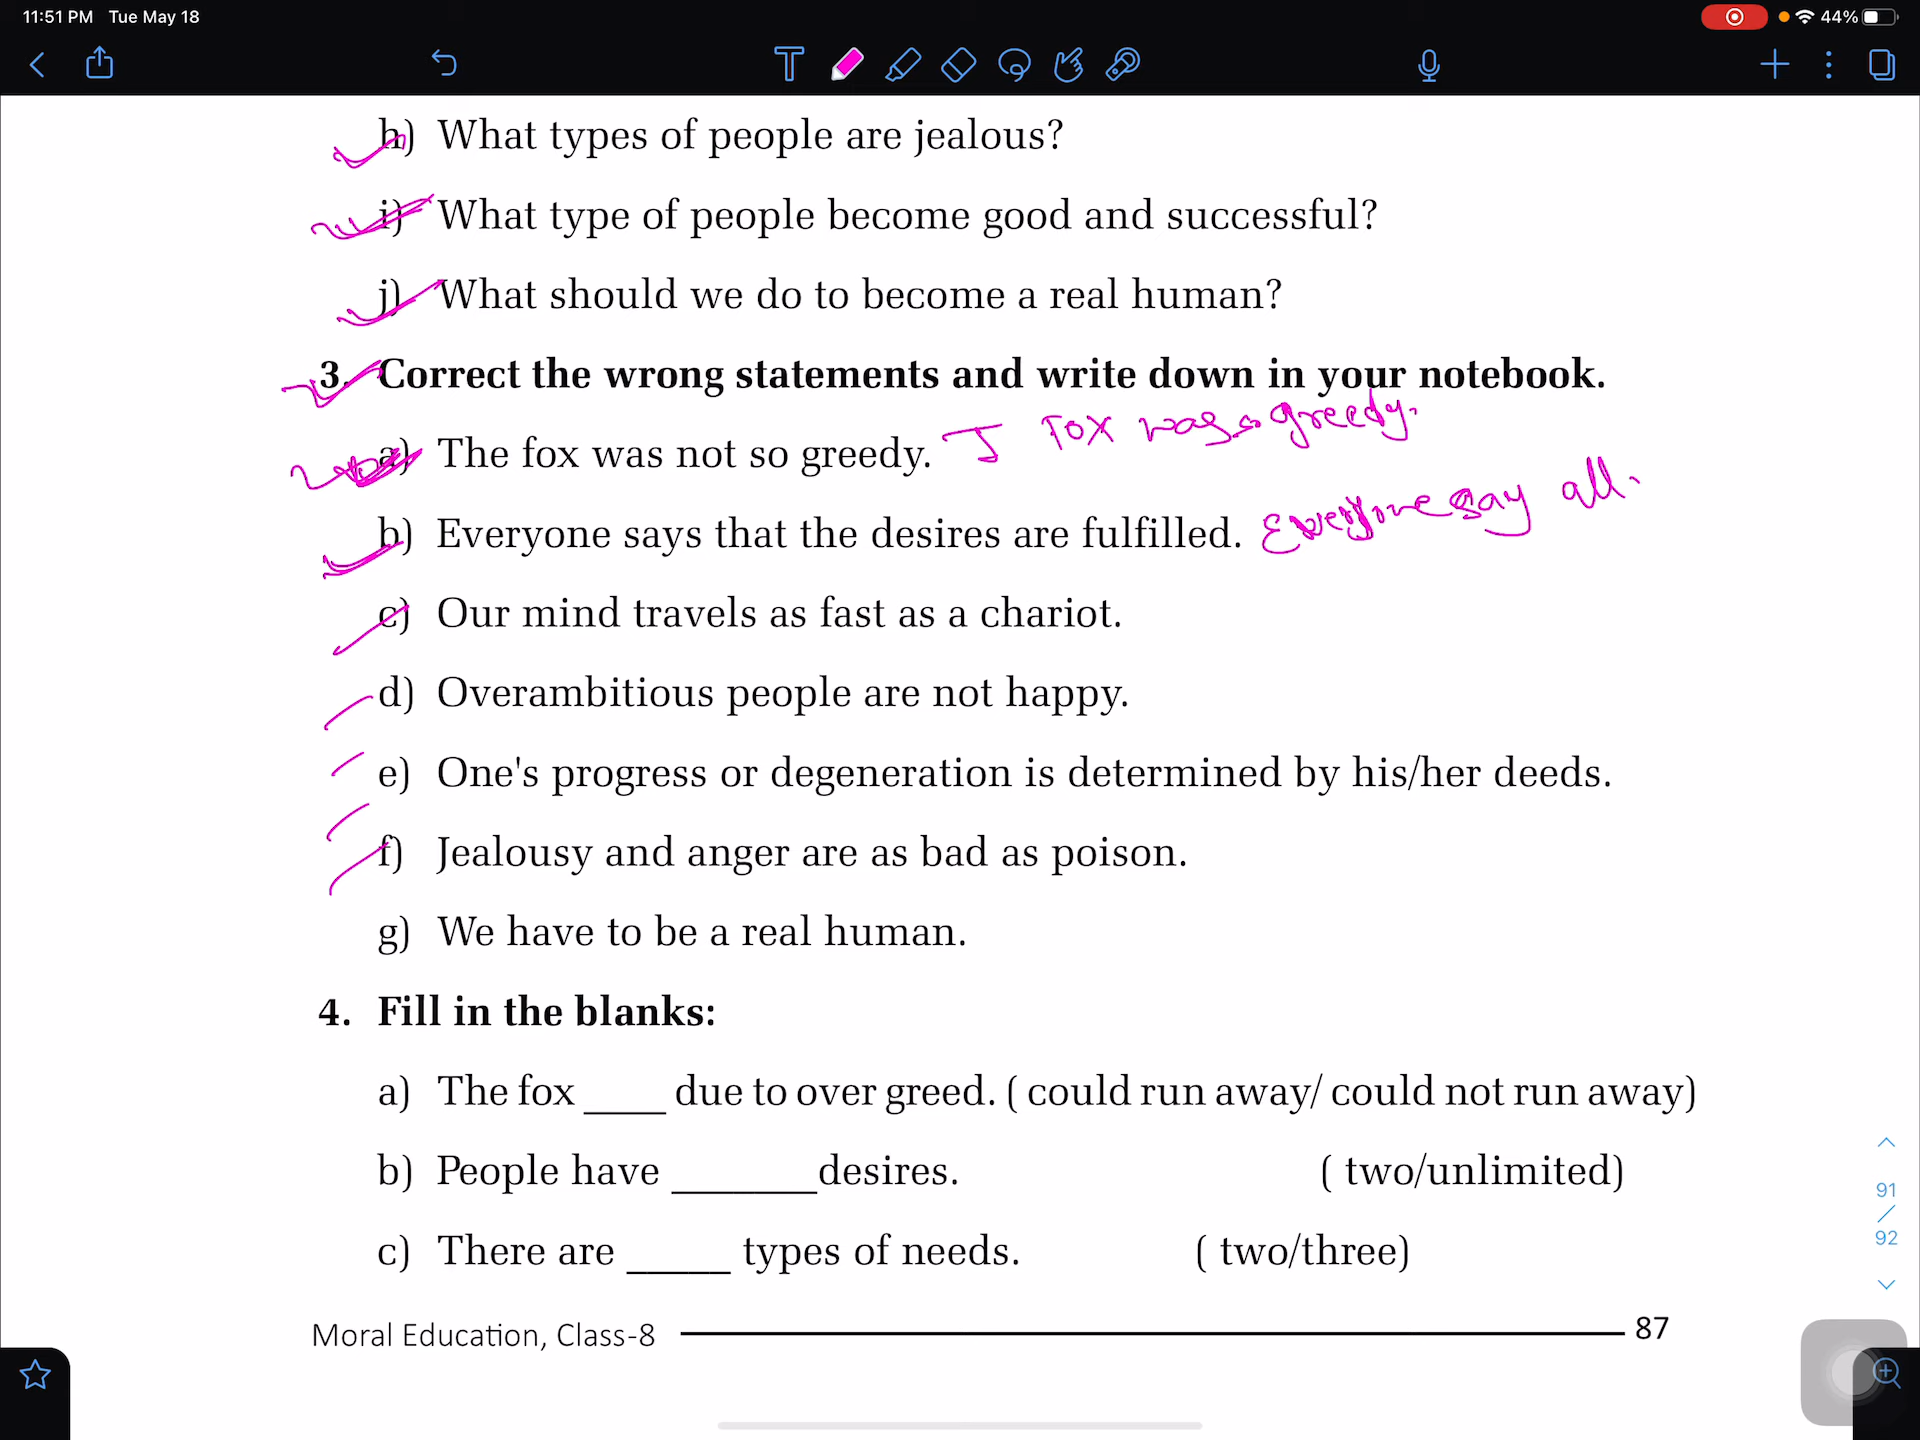 11:51 PM Tue May 18 44%
h) What types of people are jealous?
i) What type of people become good and successful?
j) What should we do to become a real human?
3. Correct the wrong statements and write down in your notebook.
a) The fox was not so greedy. Fox was so greedy.
b) Everyone says that the desires are fulfilled. Everyone say all.
c) Our mind travels as fast as a chariot.
d) Overambitious people are not happy.
e) One's progress or degeneration is determined by his/her deeds.
f) Jealousy and anger are as bad as poison.
g) We have to be a real human.
4. Fill in the blanks:
a) The fox ____ due to over greed. ( could run away/ could not run away)
b) People have _______desires. ( two/unlimited)
c) There are _____ types of needs. ( two/three)
91
/
92
Moral Education, Class-8 87